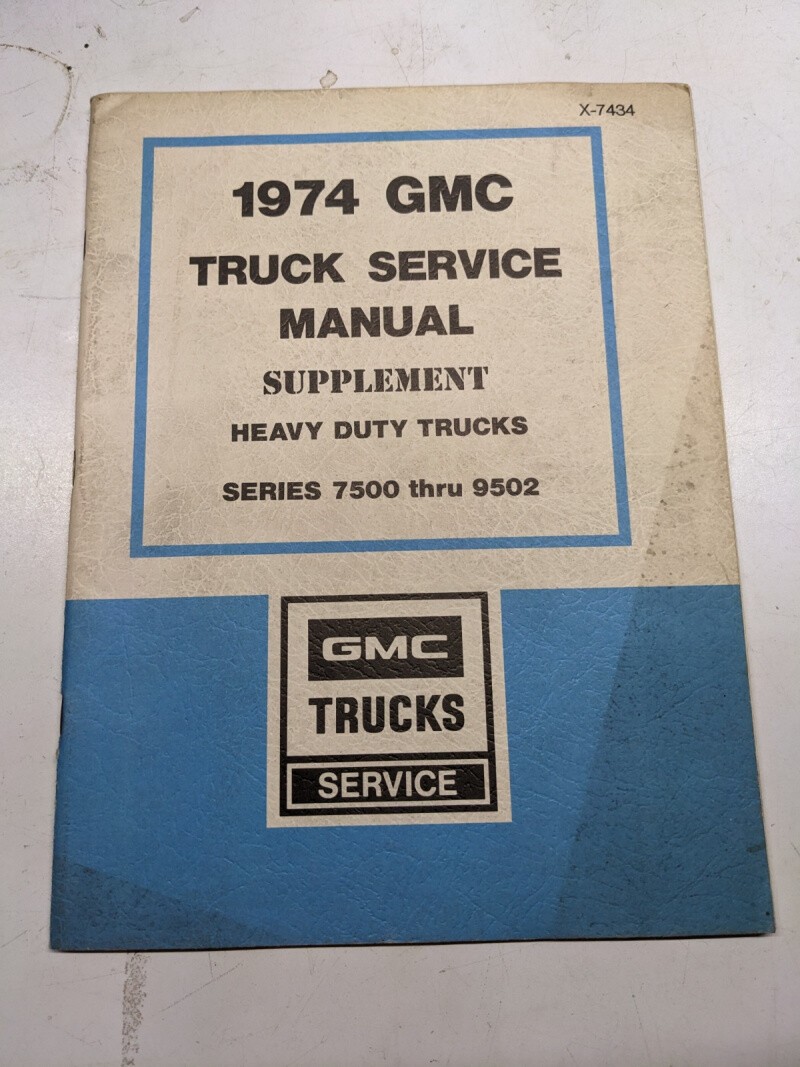 X-7434
1974 GMC
TRUCK SERVICE
MANUAL
SUPPLEMENT
HEAVY DUTY TRUCKS
SERIES 7500 thru 9502
GMC
TRUCKS
SERVICE